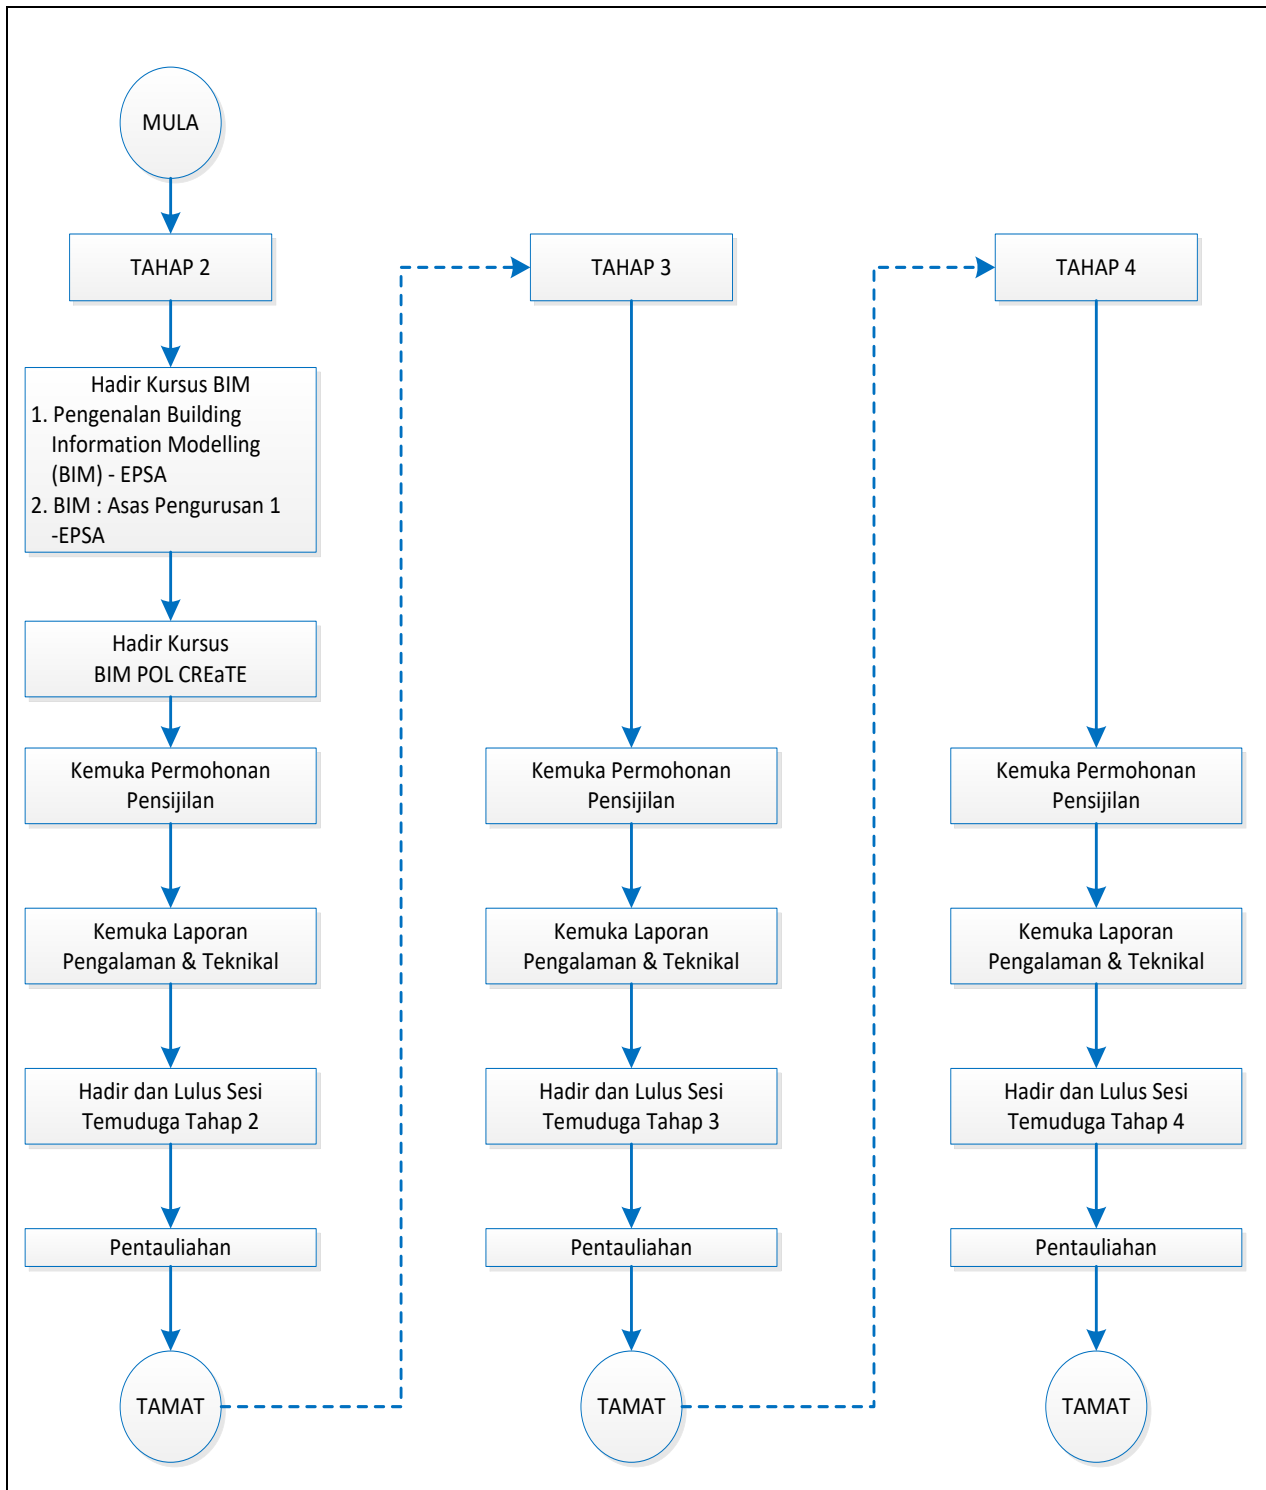 MULA
TAHAP 2
Hadir Kursus BIM
1. Pengenalan Building
Information Modelling
(BIM) - EPSA
2. BIM : Asas Pengurusan 1
-EPSA
Hadir Kursus
BIM POL CREaTE
Kemuka Permohonan
Pensijilan
Kemuka Laporan
Pengalaman & Teknikal
Hadir dan Lulus Sesi
Temuduga Tahap 2
Pentauliahan
TAMAT
TAHAP 3
Kemuka Permohonan
Pensijilan
Kemuka Laporan
Pengalaman & Teknikal
Hadir dan Lulus Sesi
Temuduga Tahap 3
Pentauliahan
TAMAT
TAHAP 4
Kemuka Permohonan
Pensijilan
Kemuka Laporan
Pengalaman & Teknikal
Hadir dan Lulus Sesi
Temuduga Tahap 4
Pentauliahan
TAMAT